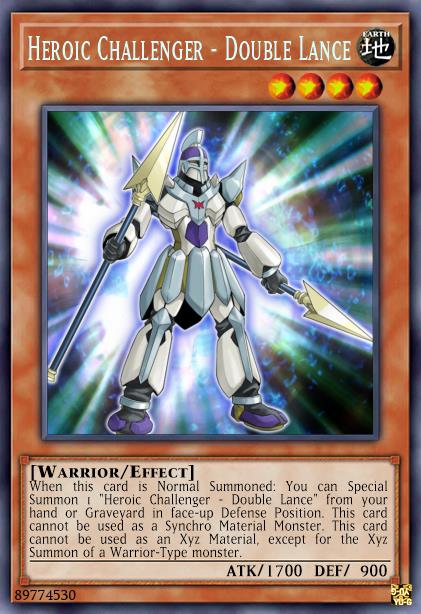 Heroic Challenger - Double Lance
EARTH
地
[Warrior/Effect]
When this card is Normal Summoned: You can Special
Summon 1 "Heroic Challenger - Double Lance" from your
hand or Graveyard in face-up Defense Position. This card
cannot be used as a Synchro Material Monster. This card
cannot be used as an Xyz Material, except for the Xyz
Summon of a Warrior-Type monster.
ATK/1700 DEF/ 900
89774530